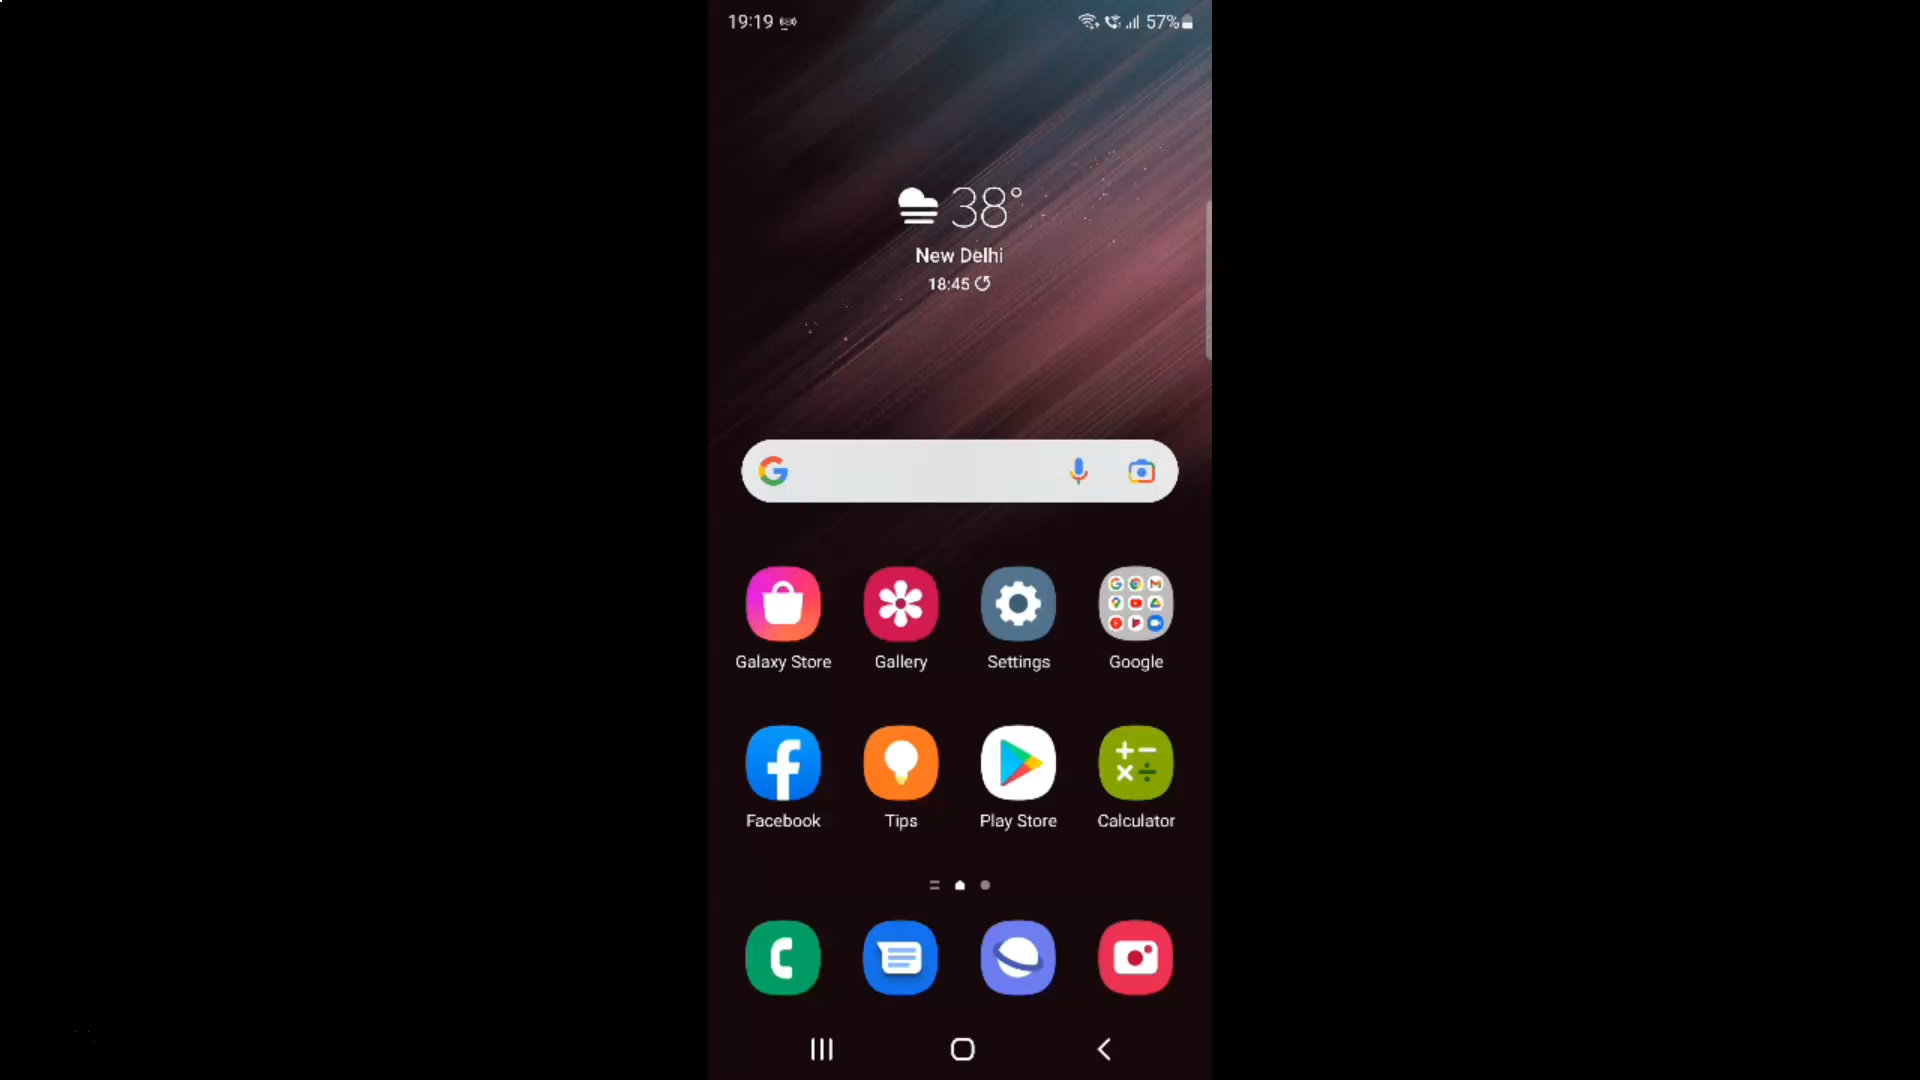 19:19
57%
38°
New Delhi
18:45
Galaxy Store
Gallery
Settings
Google
Facebook
Tips
Play Store
Calculator